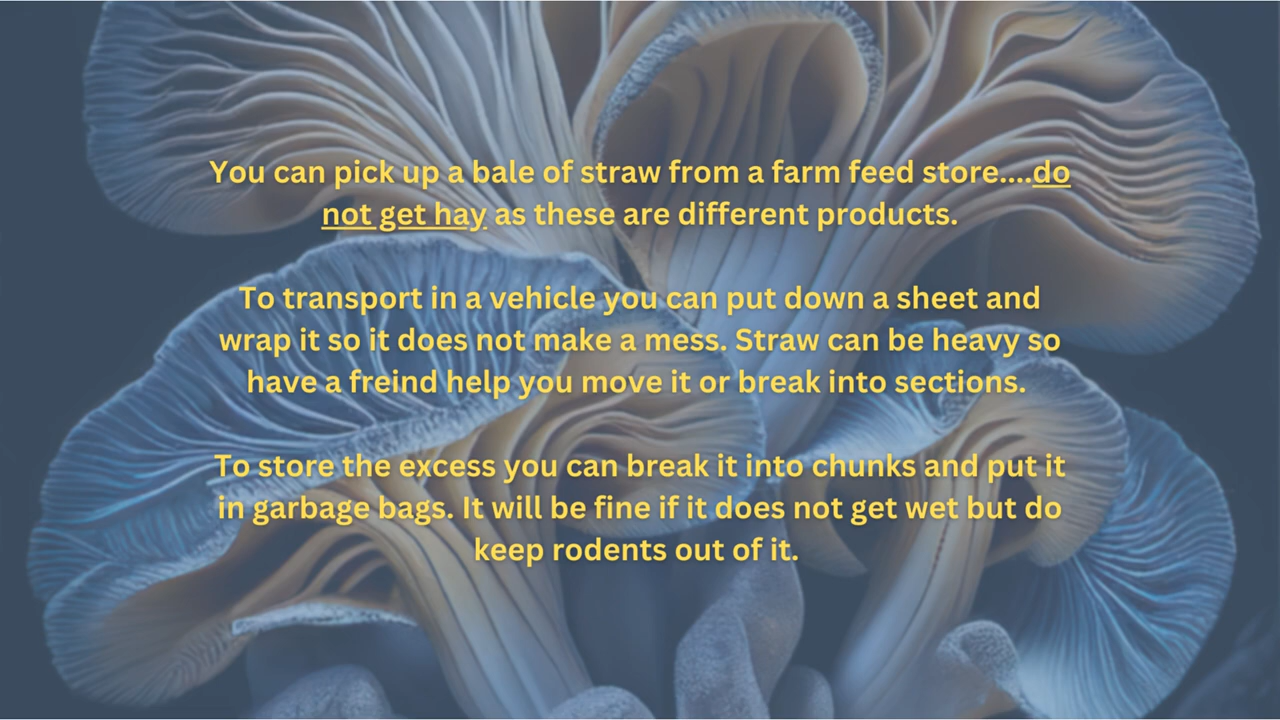 You can pick up a bale of straw from a farm feed store....do
not get hay as these are different products.
To transport in a vehicle you can put down a sheet and
wrap it so it does not make a mess. Straw can be heavy so
have a freind help you move it or break into sections.
To store the excess you can break it into chunks and put it
in garbage bags. It will be fine if it does not get wet but do
keep rodents out of it.